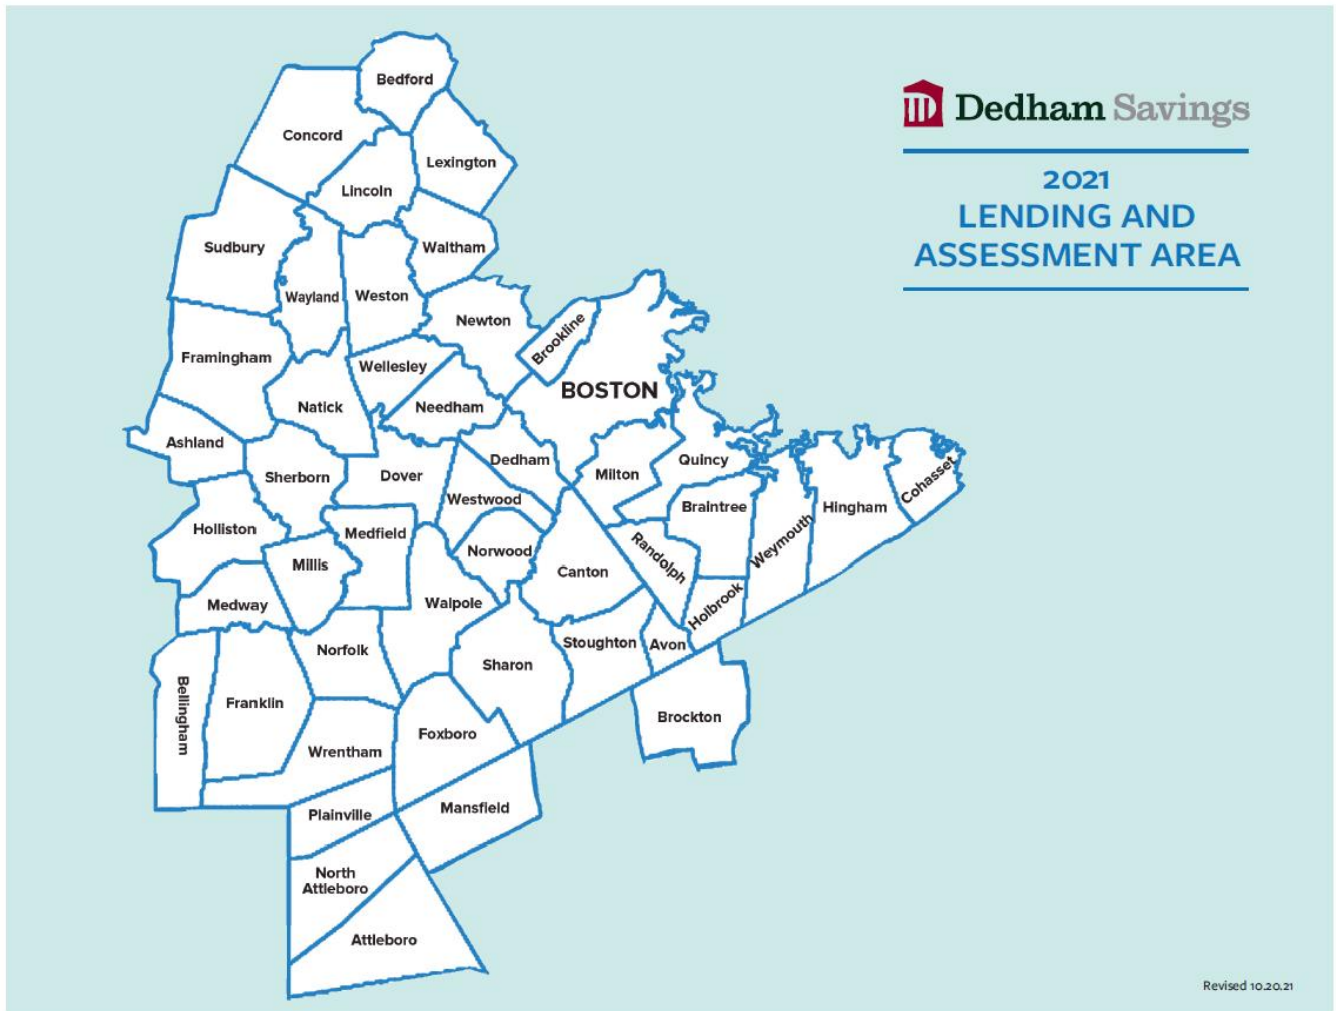 Dedham Savings
2021
LENDING AND
ASSESSMENT AREA
Bedford
Concord
Lexington
Lincoln
Sudbury
Waltham
Wayland
Weston
Newton
Brookline
Framingham
Wellesley
BOSTON
Natick
Needham
Ashland
Dedham
Quincy
Sherborn
Dover
Milton
Cohasset
Westwood
Braintree
Hingham
Holliston
Medfield
Weymouth
Norwood
Randolph
Millis
Canton
Medway
Walpole
Holbrook
Norfolk
Stoughton
Avon
Sharon
Bellingham
Franklin
Brockton
Foxboro
Wrentham
Plainville
Mansfield
North
Attleboro
Attleboro
Revised 10.20.21